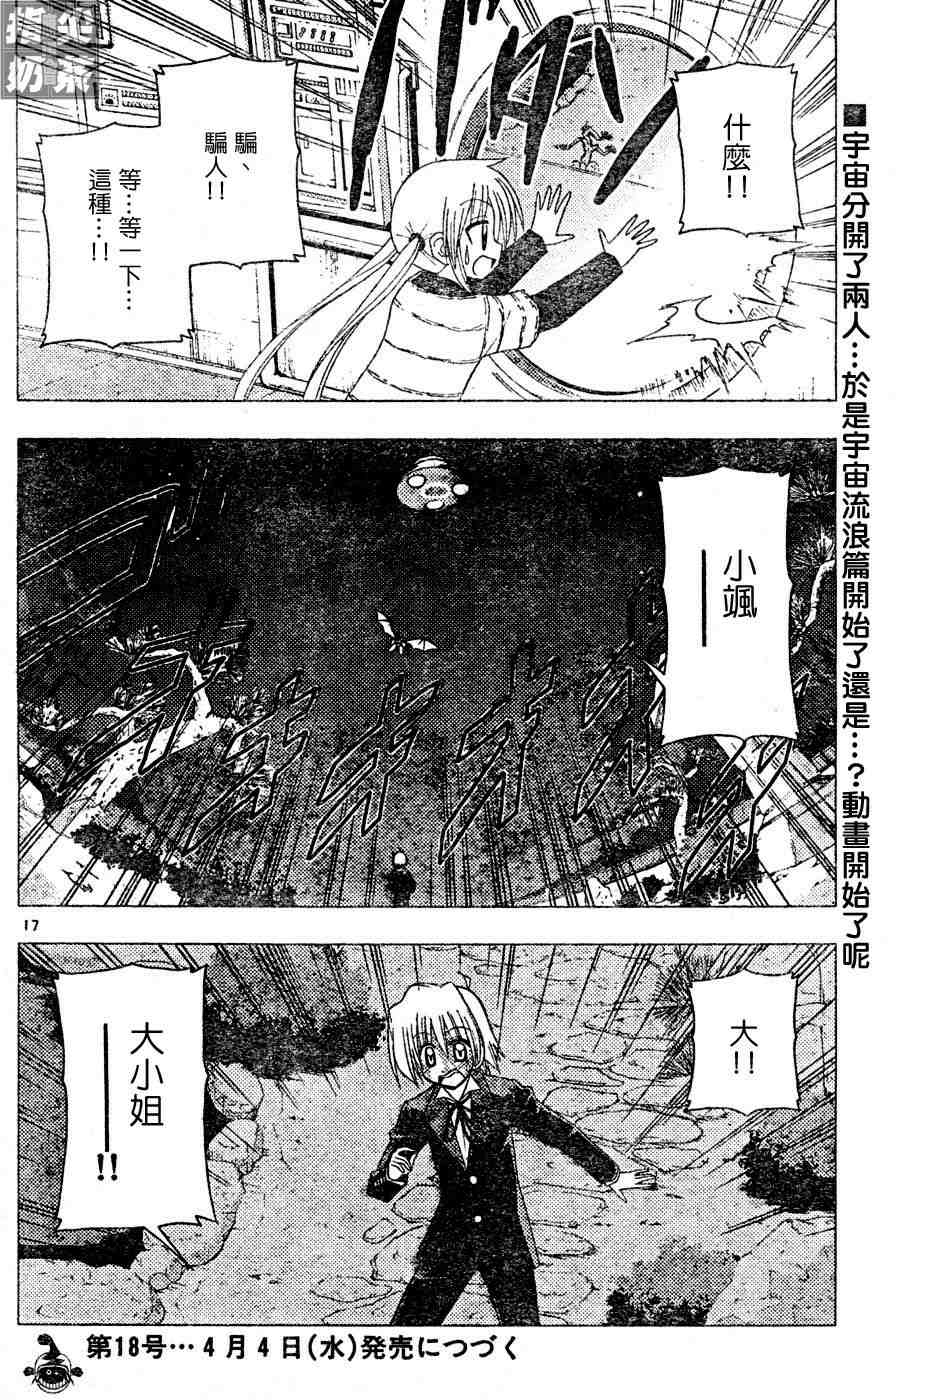 指尖
奶茶
什麼!!
騙、
騙人!!
等…等一下…
這種…!!
小颯——
17
大!!
大小姐——!!
■宇宙分開了兩人…於是宇宙流浪篇開始了還是…？動畫開始了呢
第18号…4月4日(水)発売につづく